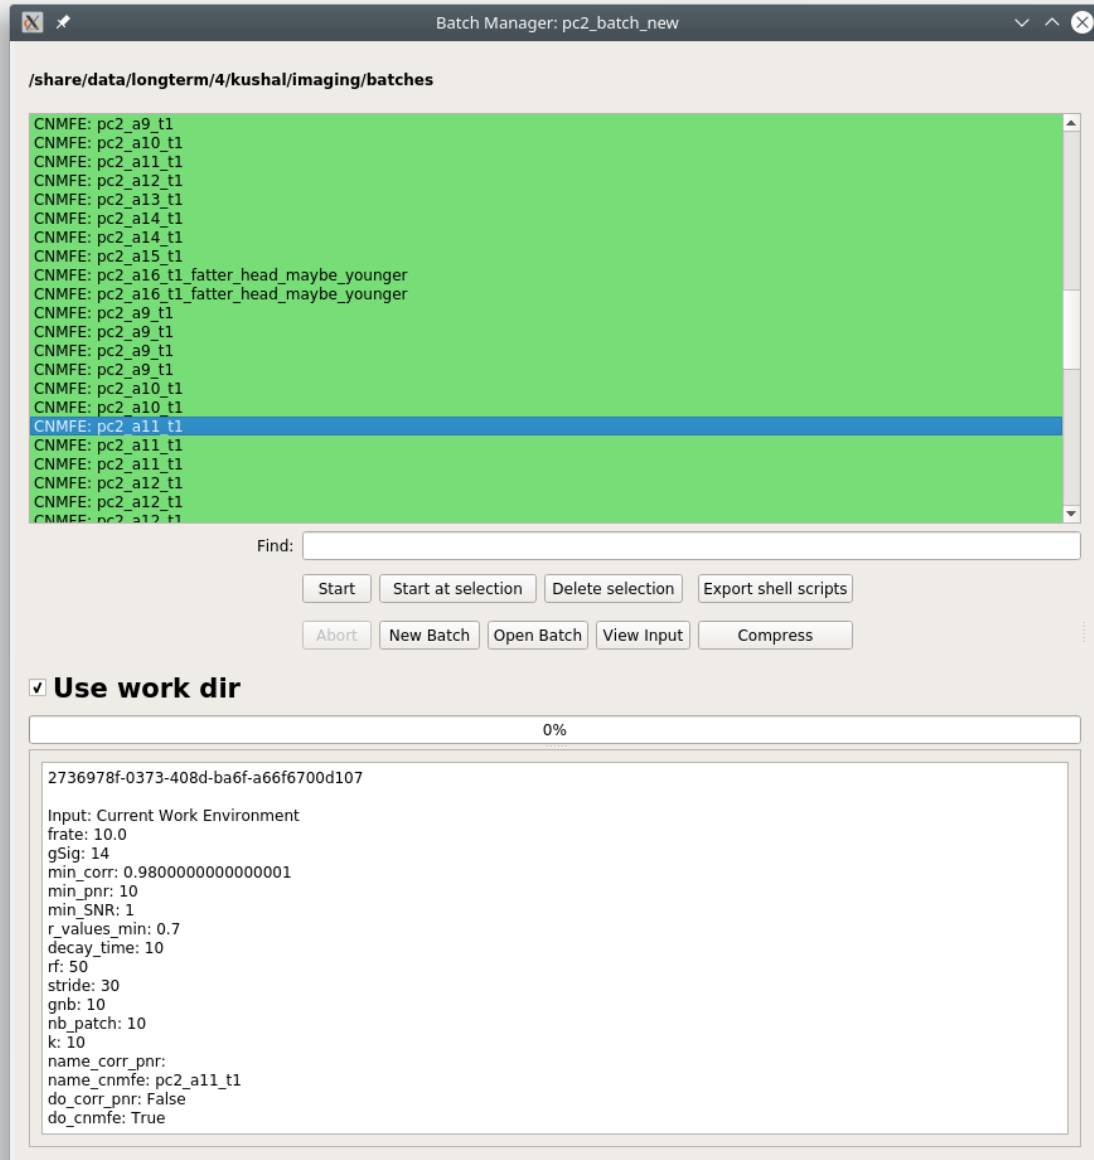 Batch Manager: pc2_batch_new
/share/data/longterm/4/kushal/imaging/batches
CNMFE: pc2_a9_t1
CNMFE: pc2_a10_t1
CNMFE: pc2_a11_t1
CNMFE: pc2_a12_t1
CNMFE: pc2_a13_t1
CNMFE: pc2_a14_t1
CNMFE: pc2_a14_t1
CNMFE: pc2_a15_t1
CNMFE: pc2_a16_t1_fatter_head_maybe_younger
CNMFE: pc2_a16_t1_fatter_head_maybe_younger
CNMFE: pc2_a9_t1
CNMFE: pc2_a9_t1
CNMFE: pc2_a9_t1
CNMFE: pc2_a9_t1
CNMFE: pc2_a10_t1
CNMFE: pc2_a10_t1
CNMFE: pc2_a11_t1
CNMFE: pc2_a11_t1
CNMFE: pc2_a11_t1
CNMFE: pc2_a12_t1
CNMFE: pc2_a12_t1
CNMFE: pc2_a12_t1
Find:
Start Start at selection Delete selection Export shell scripts
Abort New Batch Open Batch View Input Compress
Use work dir
0%
2736978f-0373-408d-ba6f-a66f6700d107
Input: Current Work Environment
frate: 10.0
gSig: 14
min_corr: 0.9800000000000001
min_pnr: 10
min_SNR: 1
r_values_min: 0.7
decay_time: 10
rf: 50
stride: 30
gnb: 10
nb_patch: 10
k: 10
name_corr_pnr:
name_cnmfe: pc2_a11_t1
do_corr_pnr: False
do_cnmfe: True